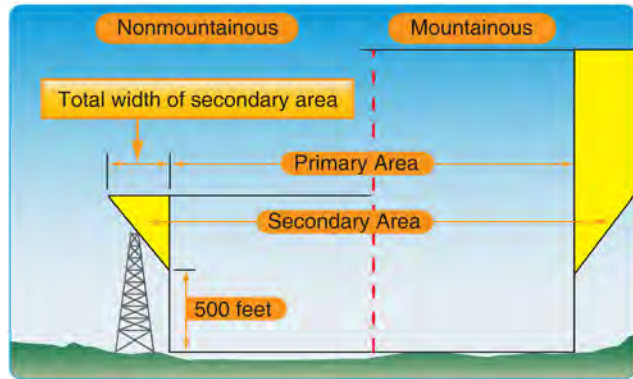 Nonmountainous
Mountainous
Total width of secondary area
Primary Area
Secondary Area
500 feet